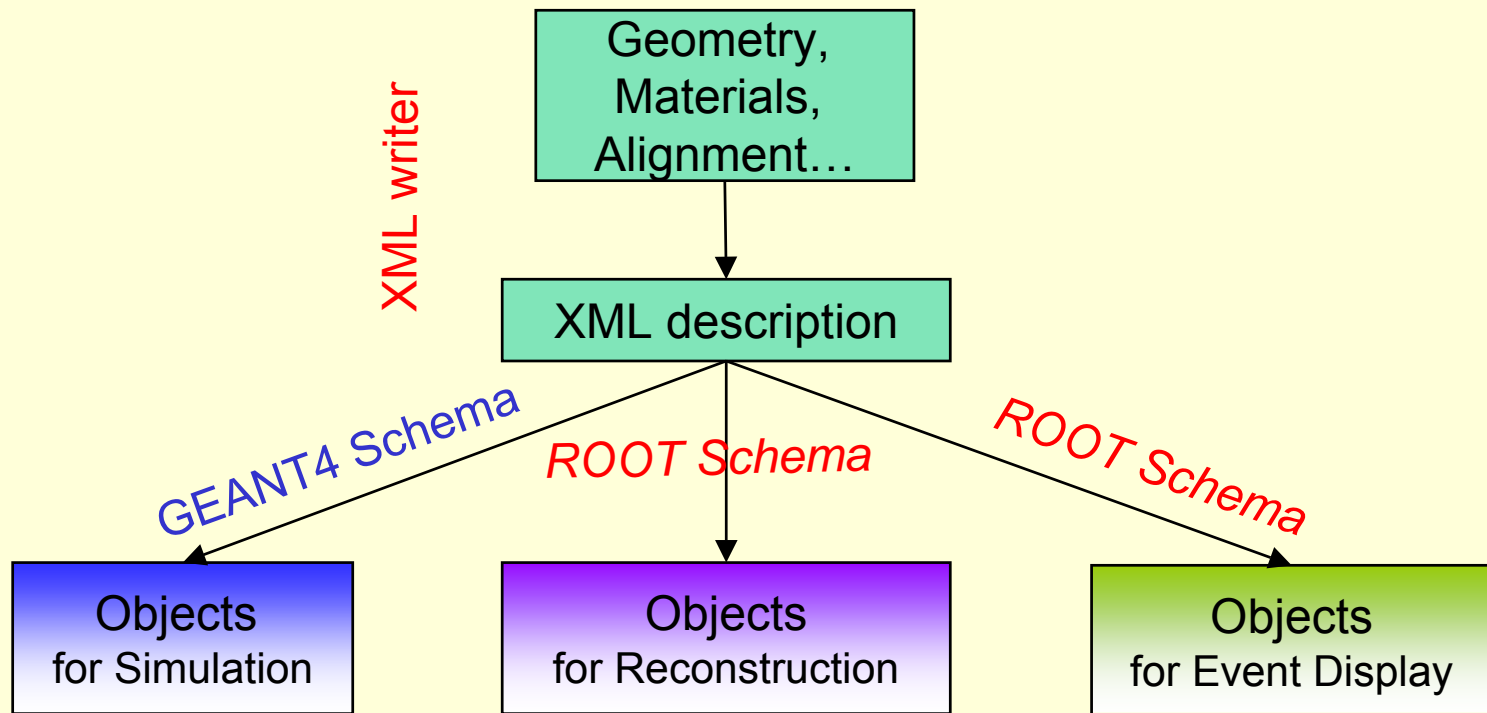 Geometry,
Materials,
Alignment…
XML writer
XML description
GEANT4 Schema
ROOT Schema
ROOT Schema
Objects
for Simulation
Objects
for Reconstruction
Objects
for Event Display